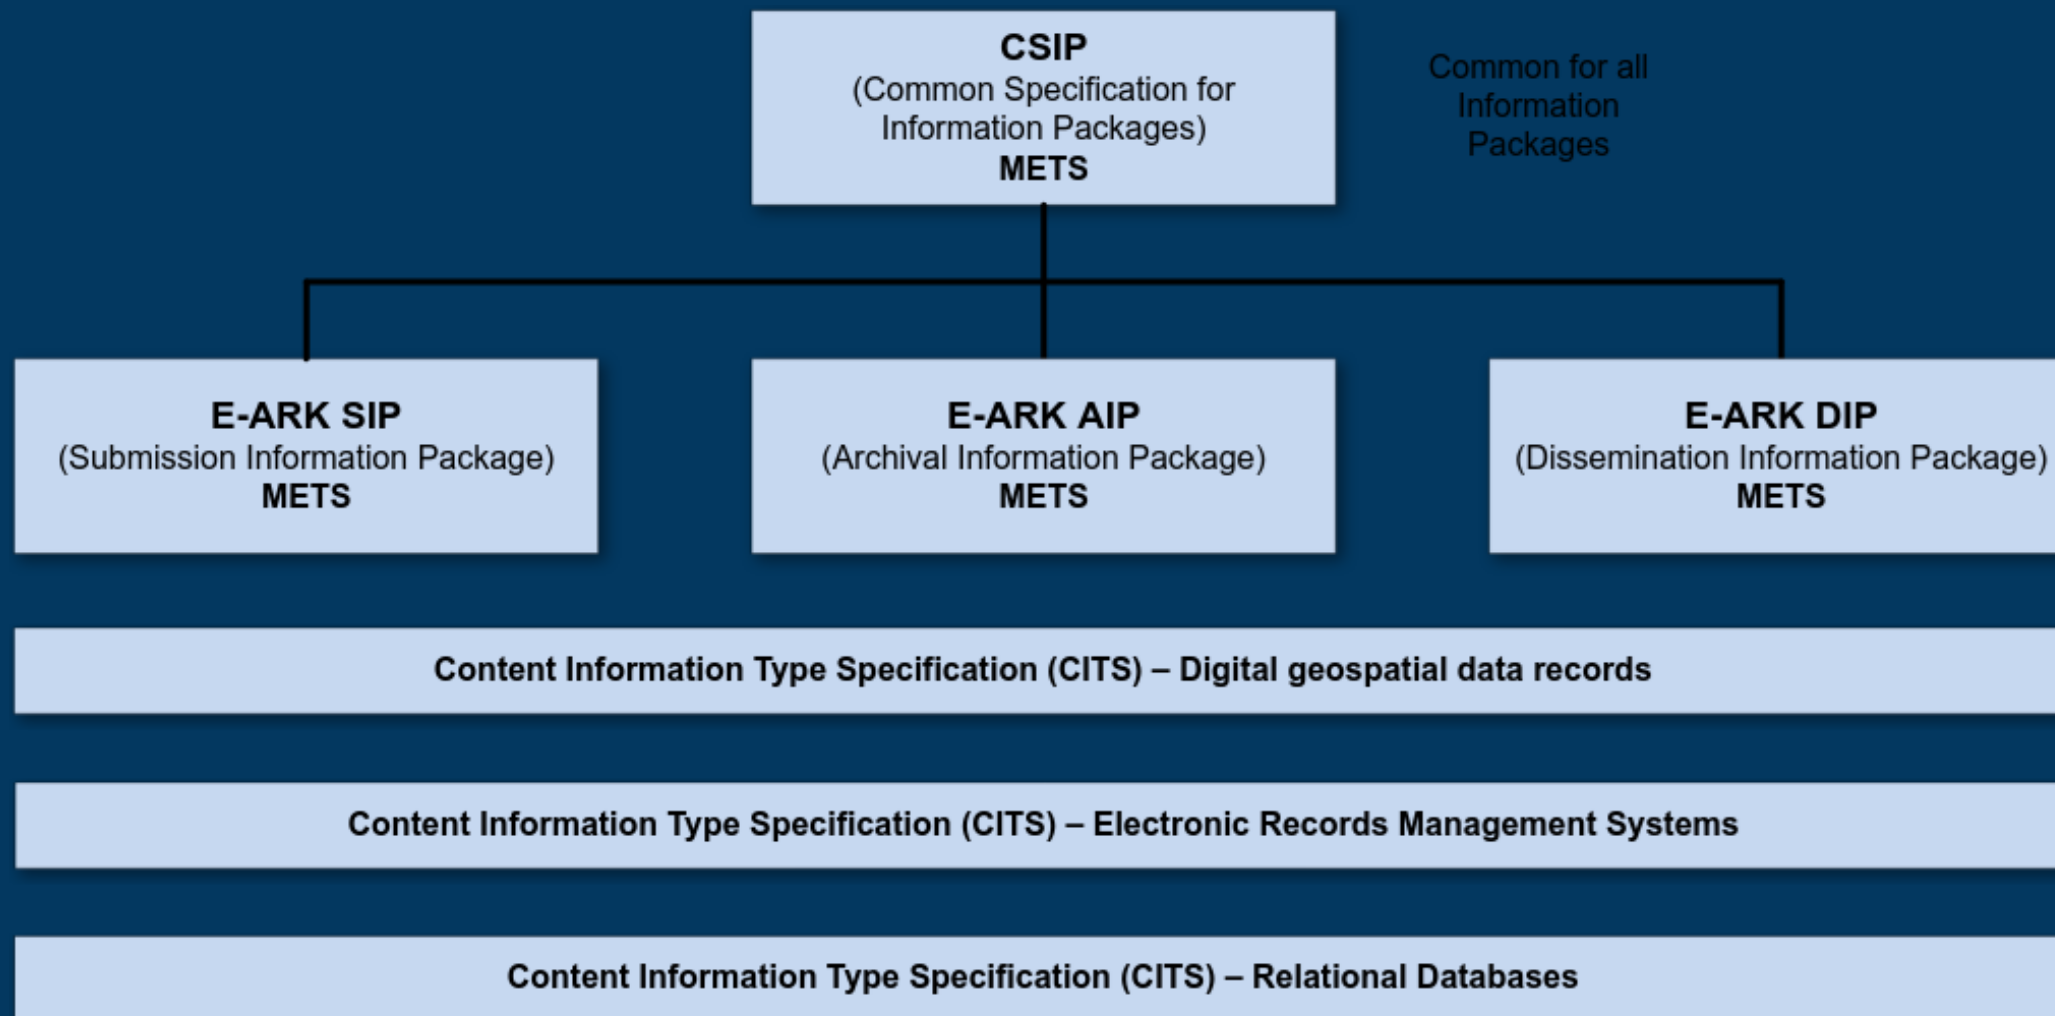 CSIP
(Common Specification for
Information Packages)
METS
Common for all
Information
Packages
E-ARK SIP
(Submission Information Package)
METS
E-ARK AIP
(Archival Information Package)
METS
E-ARK DIP
(Dissemination Information Package)
METS
Content Information Type Specification (CITS) – Digital geospatial data records
Content Information Type Specification (CITS) – Electronic Records Management Systems
Content Information Type Specification (CITS) – Relational Databases